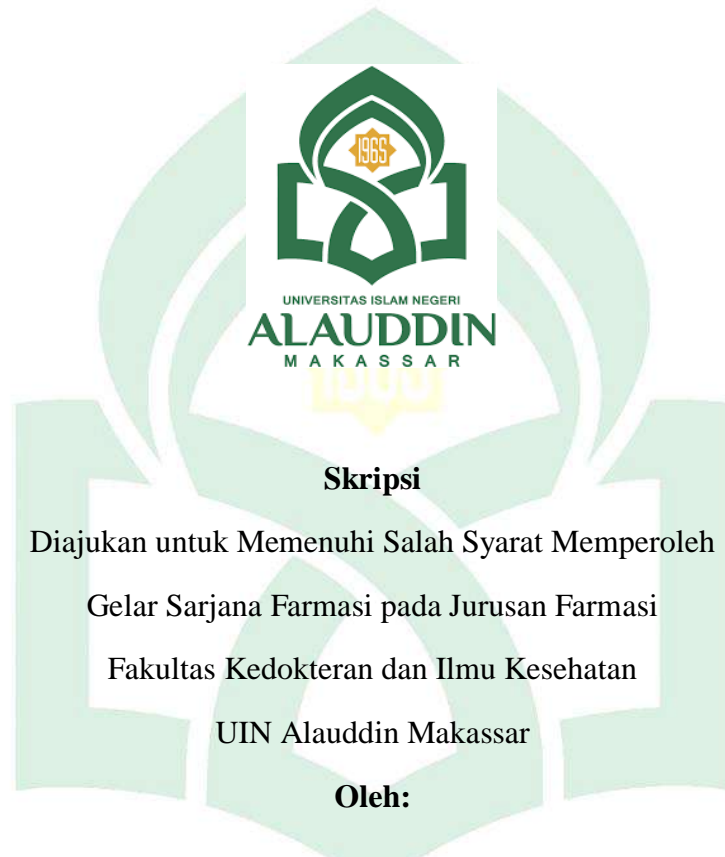 1965
UNIVERSITAS ISLAM NEGERI
ALAUDDIN
MAKASSAR
1965
Skripsi
Diajukan untuk Memenuhi Salah Syarat Memperoleh
Gelar Sarjana Farmasi pada Jurusan Farmasi
Fakultas Kedokteran dan Ilmu Kesehatan
UIN Alauddin Makassar
Oleh: